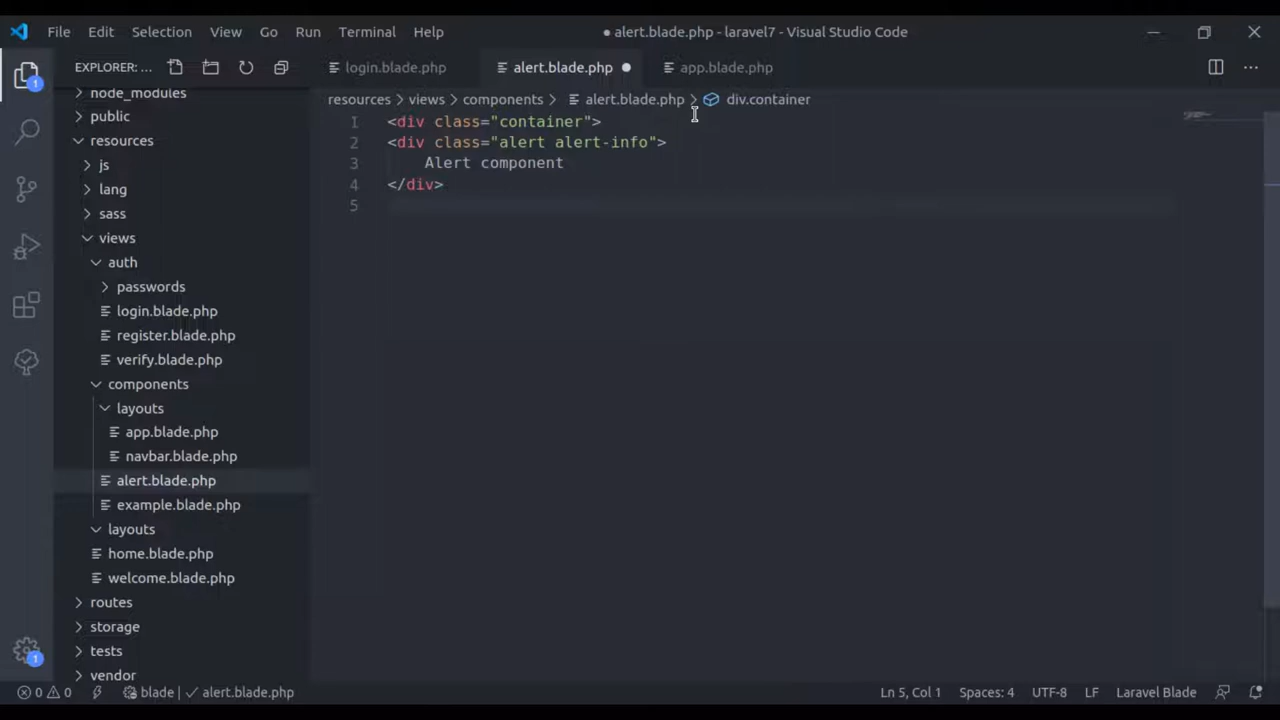 File Edit Selection View Go Run Terminal Help ● alert.blade.php - laravel7 - Visual Studio Code
EXPLORER: ... login.blade.php alert.blade.php app.blade.php
resources > views > components > alert.blade.php > div.container
1
node_modules
public
resources
js
lang
sass
views
auth
passwords
login.blade.php
register.blade.php
verify.blade.php
components
layouts
app.blade.php
navbar.blade.php
alert.blade.php
example.blade.php
layouts
home.blade.php
welcome.blade.php
routes
storage
tests
vendor
1
1 <div class="container">
2 <div class="alert alert-info">
3 Alert component
4 </div>
5
0 0 blade | ✓ alert.blade.php Ln 5, Col 1 Spaces: 4 UTF-8 LF Laravel Blade